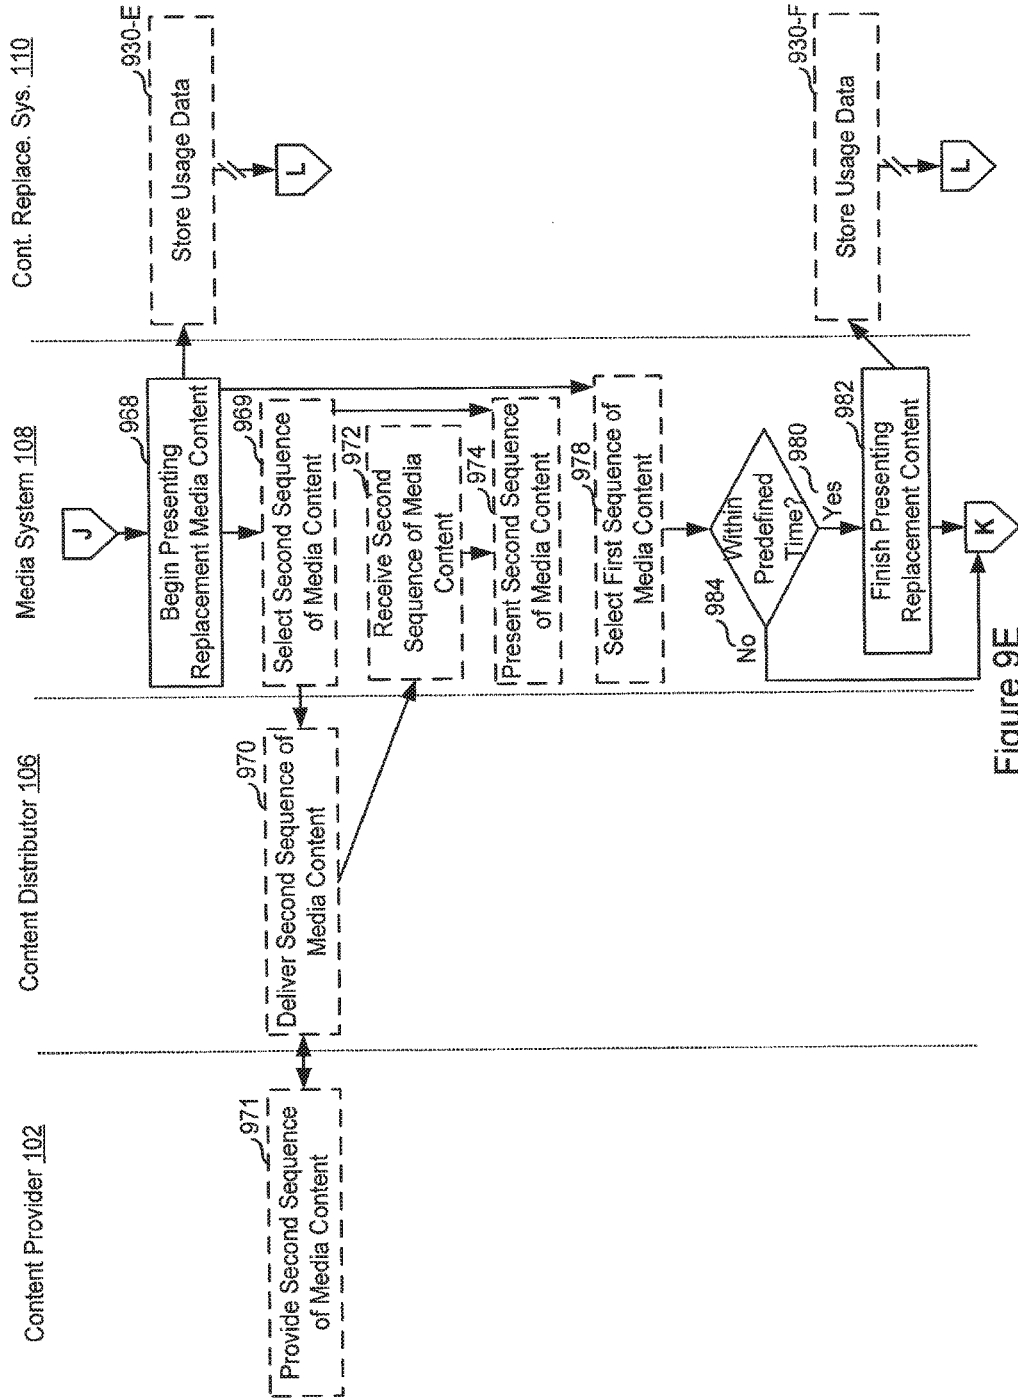 Content Provider 102
Content Distributor 106
Media System 108
Cont. Replace. Sys. 110
J
968
Begin Presenting
Replacement Media Content
930-E
Store Usage Data
L
971
Provide Second Sequence
of Media Content
970
Deliver Second Sequence of
Media Content
969
Select Second Sequence
of Media Content
972
Receive Second
Sequence of Media
Content
974
Present Second Sequence
of Media Content
978
Select First Sequence of
Media Content
Within
Predefined
Time?
980
984
No
Yes
982
Finish Presenting
Replacement Content
930-F
Store Usage Data
L
K
Figure 9E